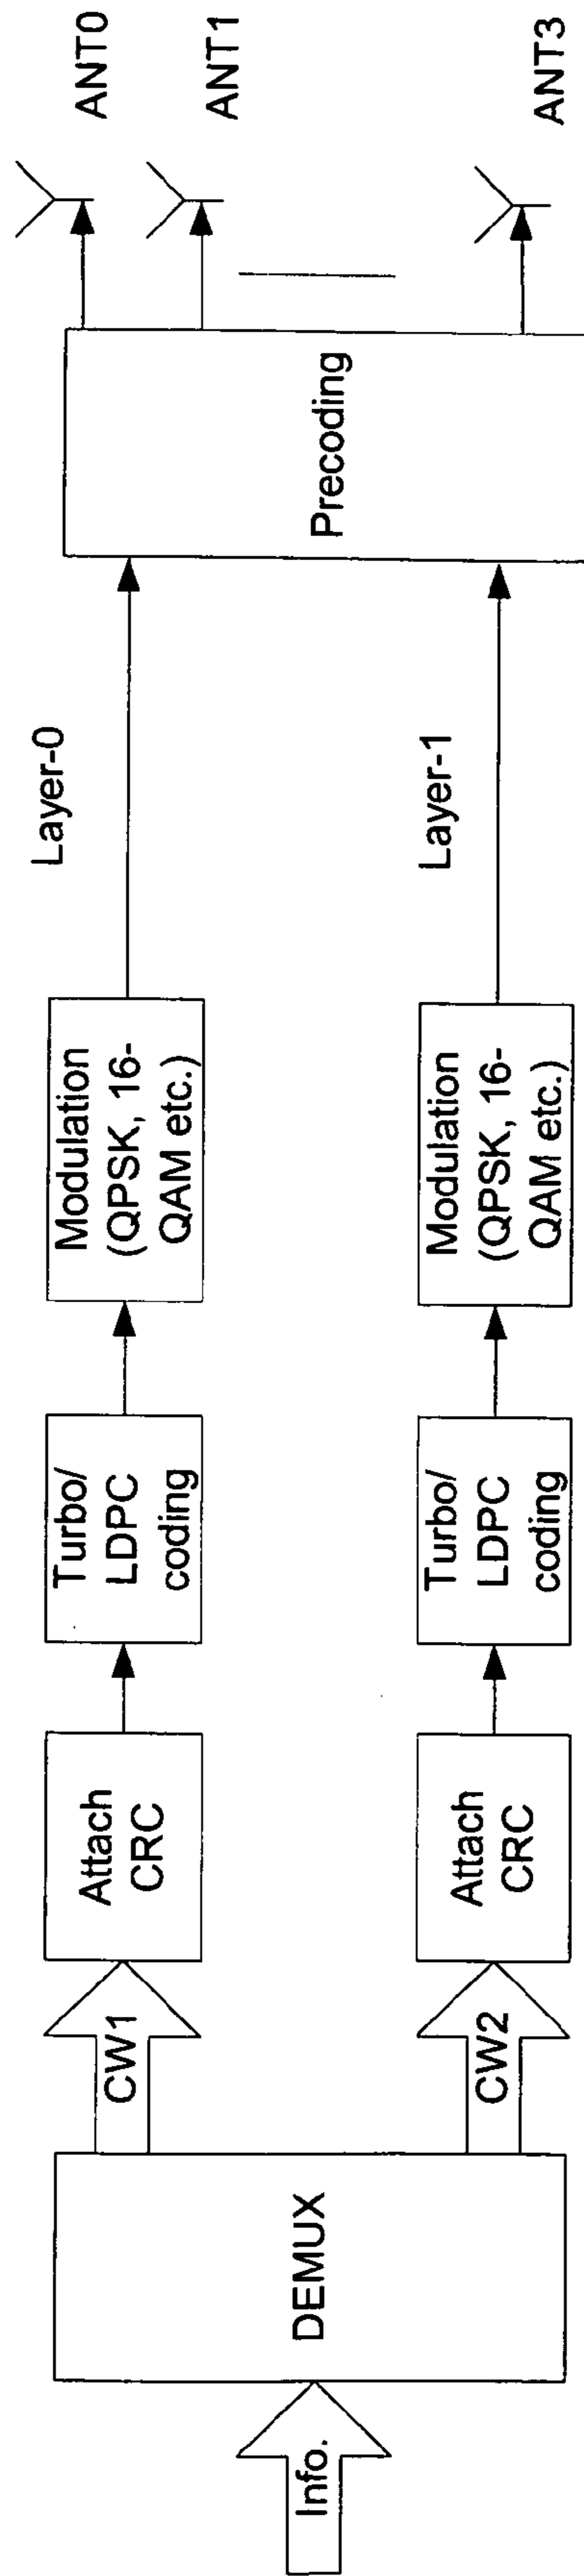 Info.
DEMUX
CW1
Attach
CRC
Turbo/
LDPC
coding
Modulation
(QPSK, 16-
QAM etc.)
Layer-0
CW2
Attach
CRC
Turbo/
LDPC
coding
Modulation
(QPSK, 16-
QAM etc.)
Layer-1
Precoding
ANT0
ANT1
ANT3